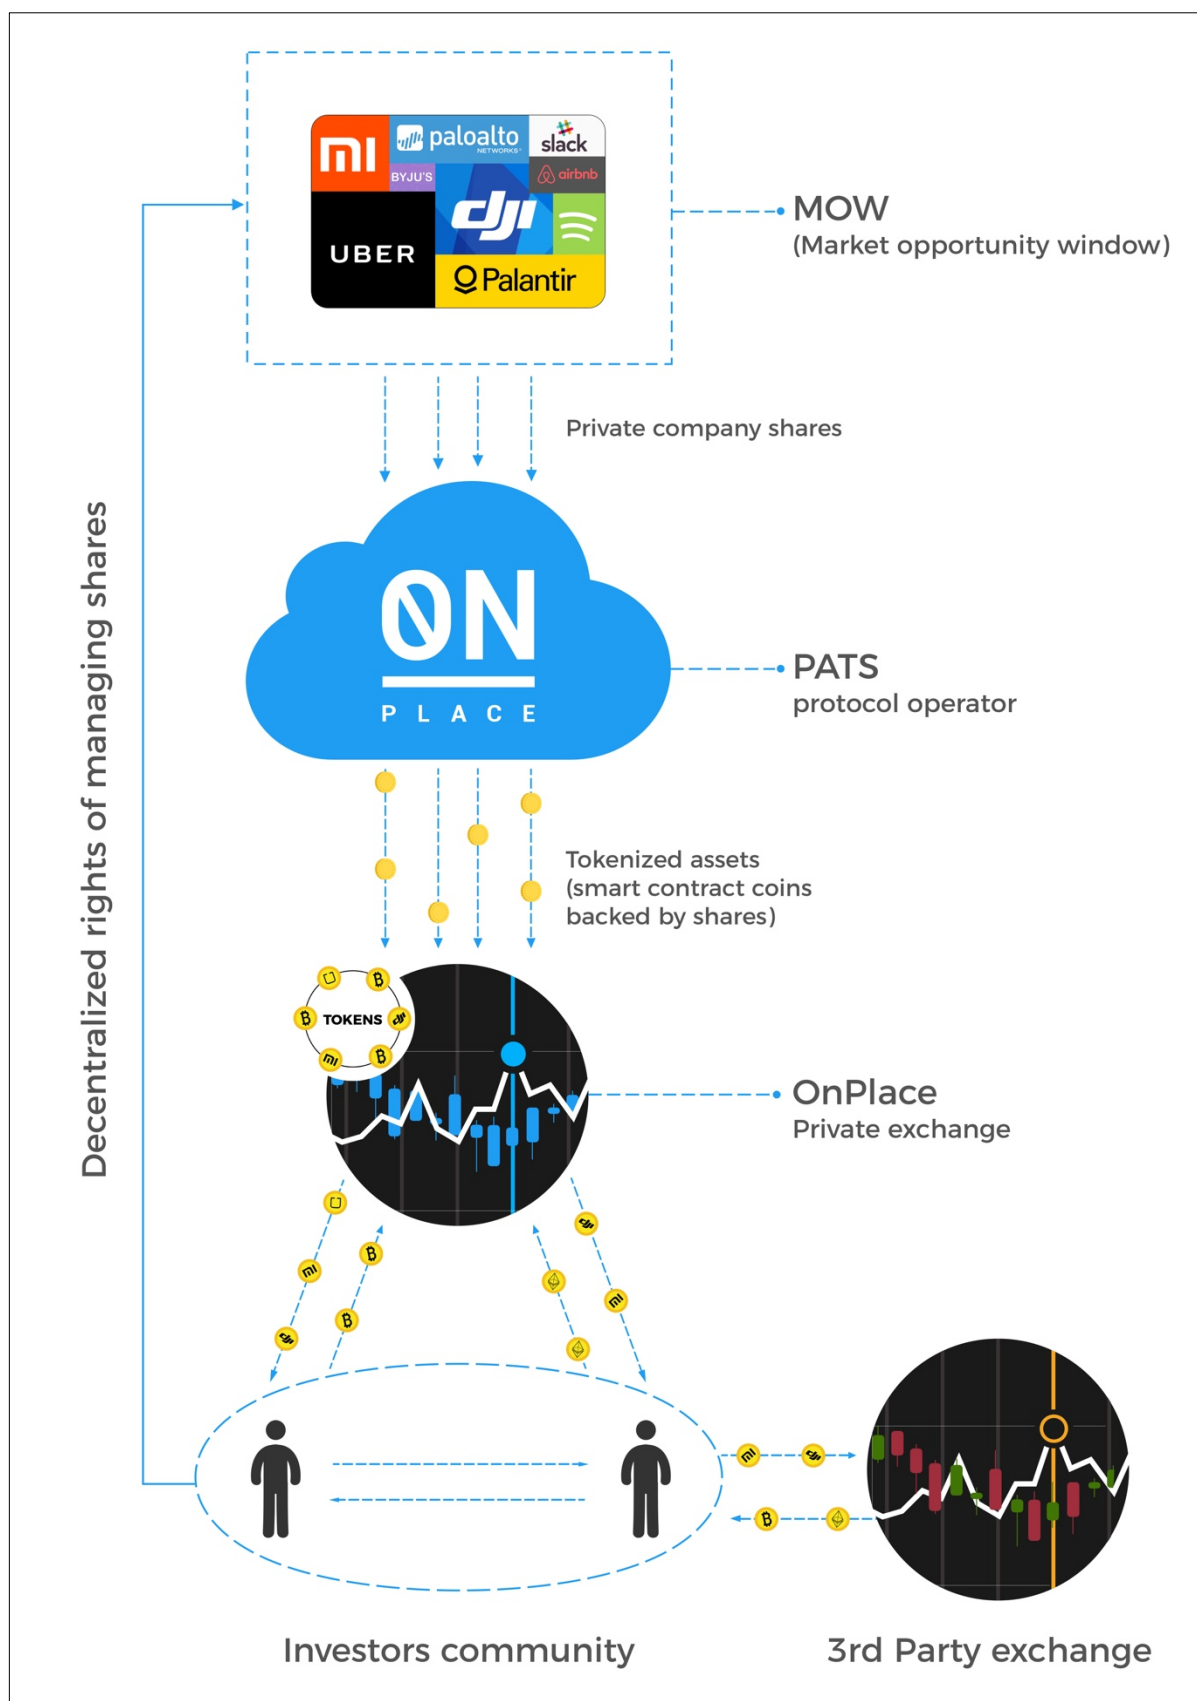 mi
paloalto
NETWORKS
slack
BYJU'S
airbnb
dji
UBER
Palantir
MOW
(Market opportunity window)
Private company shares
ON
PLACE
PATS
protocol operator
Decentralized rights of managing shares
Tokenized assets
(smart contract coins
backed by shares)
TOKENS
OnPlace
Private exchange
Investors community
3rd Party exchange